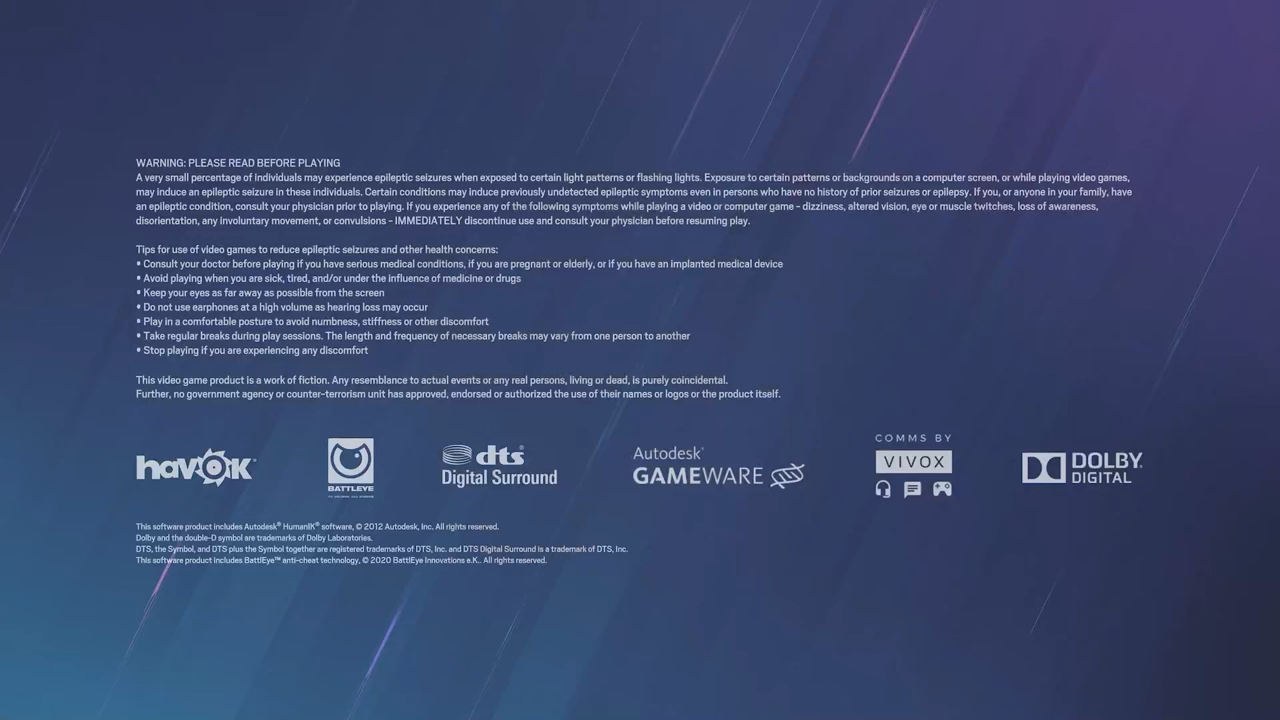 WARNING: PLEASE READ BEFORE PLAYING
A very small percentage of individuals may experience epileptic seizures when exposed to certain light patterns or flashing lights. Exposure to certain patterns or backgrounds on a computer screen, or while playing video games,
may induce an epileptic seizure in these individuals. Certain conditions may induce previously undetected epileptic symptoms even in persons who have no history of prior seizures or epilepsy. If you, or anyone in your family, have
an epileptic condition, consult your physician prior to playing. If you experience any of the following symptoms while playing a video or computer game - dizziness, altered vision, eye or muscle twitches, loss of awareness,
disorientation, any involuntary movement, or convulsions - IMMEDIATELY discontinue use and consult your physician before resuming play.
Tips for use of video games to reduce epileptic seizures and other health concerns:
• Consult your doctor before playing if you have serious medical conditions, if you are pregnant or elderly, or if you have an implanted medical device
• Avoid playing when you are sick, tired, and/or under the influence of medicine or drugs
• Keep your eyes as far away as possible from the screen
• Do not use earphones at a high volume as hearing loss may occur
• Play in a comfortable posture to avoid numbness, stiffness or other discomfort
• Take regular breaks during play sessions. The length and frequency of necessary breaks may vary from one person to another
• Stop playing if you are experiencing any discomfort
This video game product is a work of fiction. Any resemblance to actual events or any real persons, living or dead, is purely coincidental.
Further, no government agency or counter-terrorism unit has approved, endorsed or authorized the use of their names or logos or the product itself.
havok
BATTLEYE
dts
Digital Surround
Autodesk®
GAMEWARE
COMMS BY
VIVOX
DOLBY
DIGITAL
This software product includes Autodesk® HumanIK® software, © 2012 Autodesk, Inc. All rights reserved.
Dolby and the double-D symbol are trademarks of Dolby Laboratories.
DTS, the Symbol, and DTS plus the Symbol together are registered trademarks of DTS, Inc. and DTS Digital Surround is a trademark of DTS, Inc.
This software product includes BattlEye™ anti-cheat technology, © 2020 BattlEye Innovations e.K.. All rights reserved.